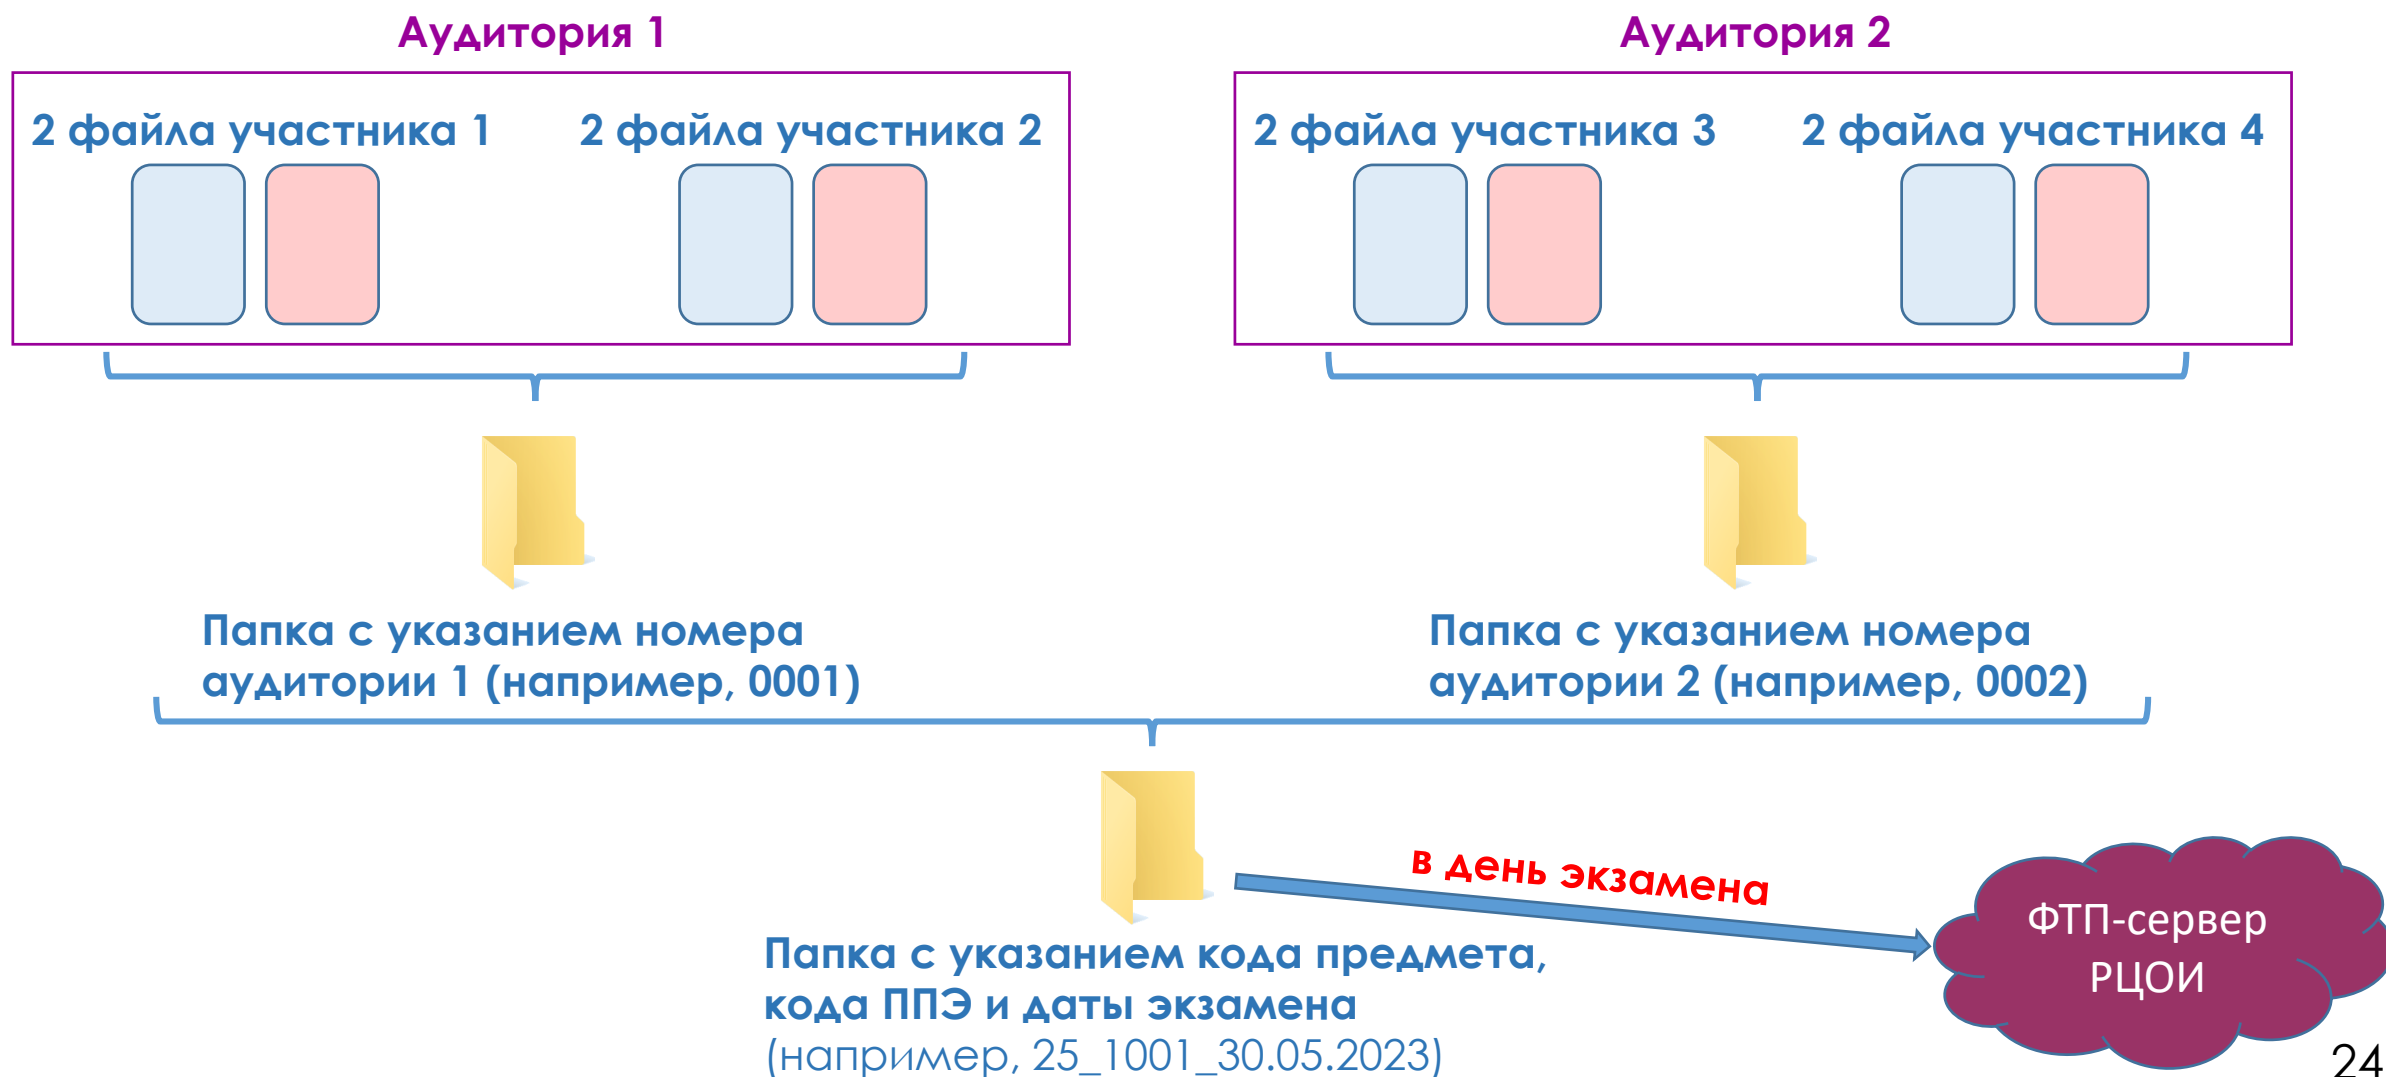 Аудитория 1
Аудитория 2
2 файла участника 1
2 файла участника 2
2 файла участника 3
2 файла участника 4
Папка с указанием номера
аудитории 1 (например, 0001)
Папка с указанием номера
аудитории 2 (например, 0002)
в день экзамена
ФТП-сервер
РЦОИ
Папка с указанием кода предмета,
кода ППЭ и даты экзамена
(например, 25_1001_30.05.2023)
24